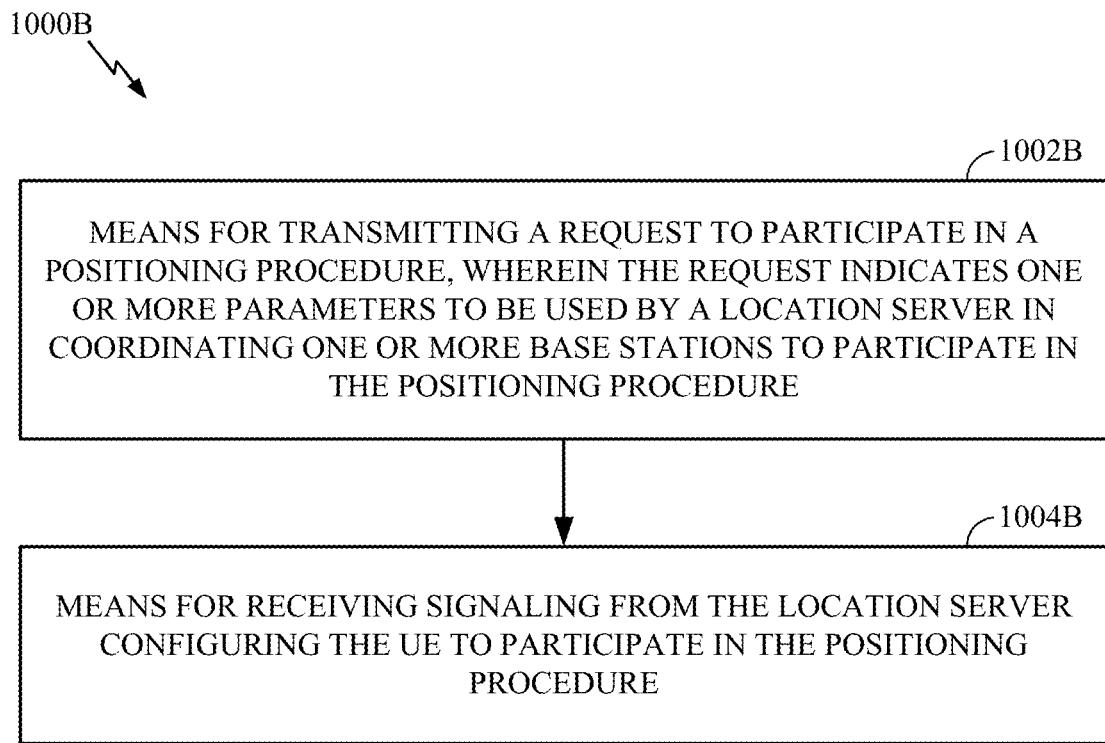 1000B
1002B
MEANS FOR TRANSMITTING A REQUEST TO PARTICIPATE IN A
POSITIONING PROCEDURE, WHEREIN THE REQUEST INDICATES ONE
OR MORE PARAMETERS TO BE USED BY A LOCATION SERVER IN
COORDINATING ONE OR MORE BASE STATIONS TO PARTICIPATE IN
THE POSITIONING PROCEDURE
1004B
MEANS FOR RECEIVING SIGNALING FROM THE LOCATION SERVER
CONFIGURING THE UE TO PARTICIPATE IN THE POSITIONING
PROCEDURE